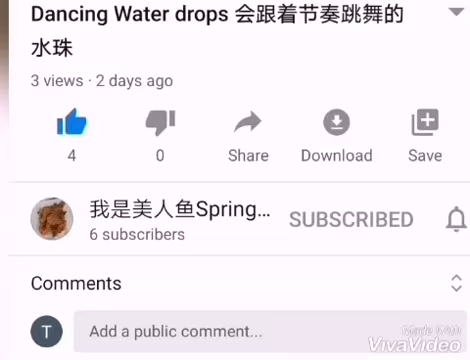 Dancing Water drops 会跟着节奏跳舞的
水珠
3 views · 2 days ago
4
0
Share
Download
Save
我是美人鱼Spring...
SUBSCRIBED
6 subscribers
Comments
T
Add a public comment...
Made With
VivaVideo